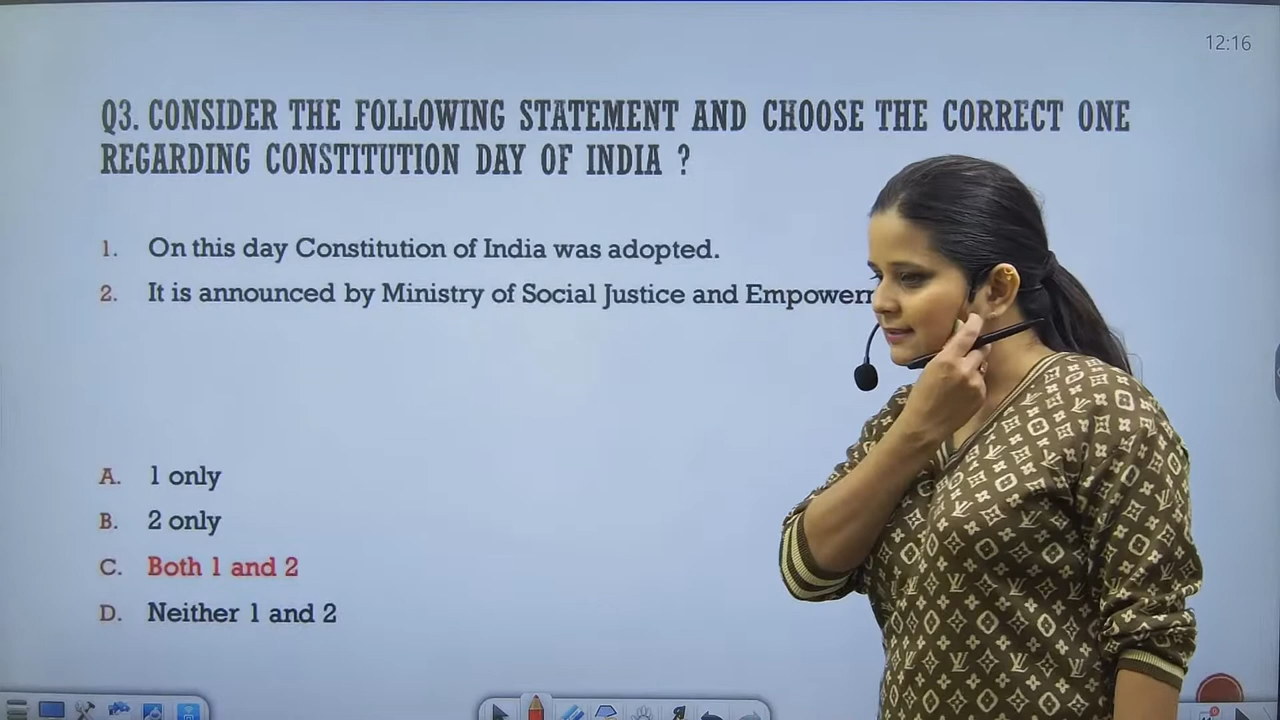 12:16
Q3. CONSIDER THE FOLLOWING STATEMENT AND CHOOSE THE CORRECT ONE
REGARDING CONSTITUTION DAY OF INDIA ?
1. On this day Constitution of India was adopted.
2. It is announced by Ministry of Social Justice and
A. 1 only
B. 2 only
C. Both 1 and 2
D. Neither 1 and 2